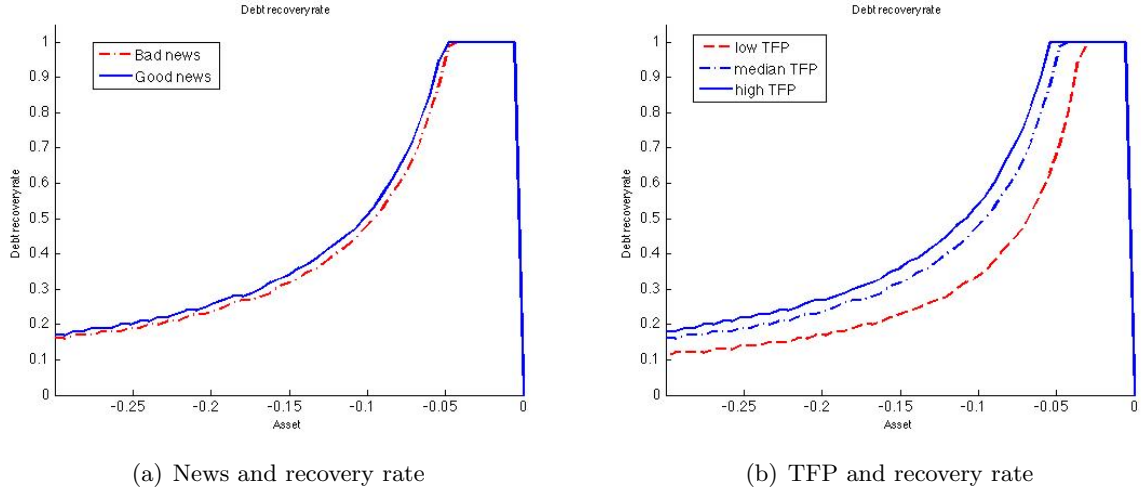 Debt recovery rate
1
0.9
0.8
0.7
0.6
0.5
0.4
0.3
0.2
0.1
0
Debt recovery rate
Bad news
Good news
-0.25
-0.2
-0.15
-0.1
-0.05
0
Asset
(a) News and recovery rate
Debt recovery rate
1
0.9
0.8
0.7
0.6
0.5
0.4
0.3
0.2
0.1
0
Debt recovery rate
low TFP
median TFP
high TFP
-0.25
-0.2
-0.15
-0.1
-0.05
0
Asset
(b) TFP and recovery rate